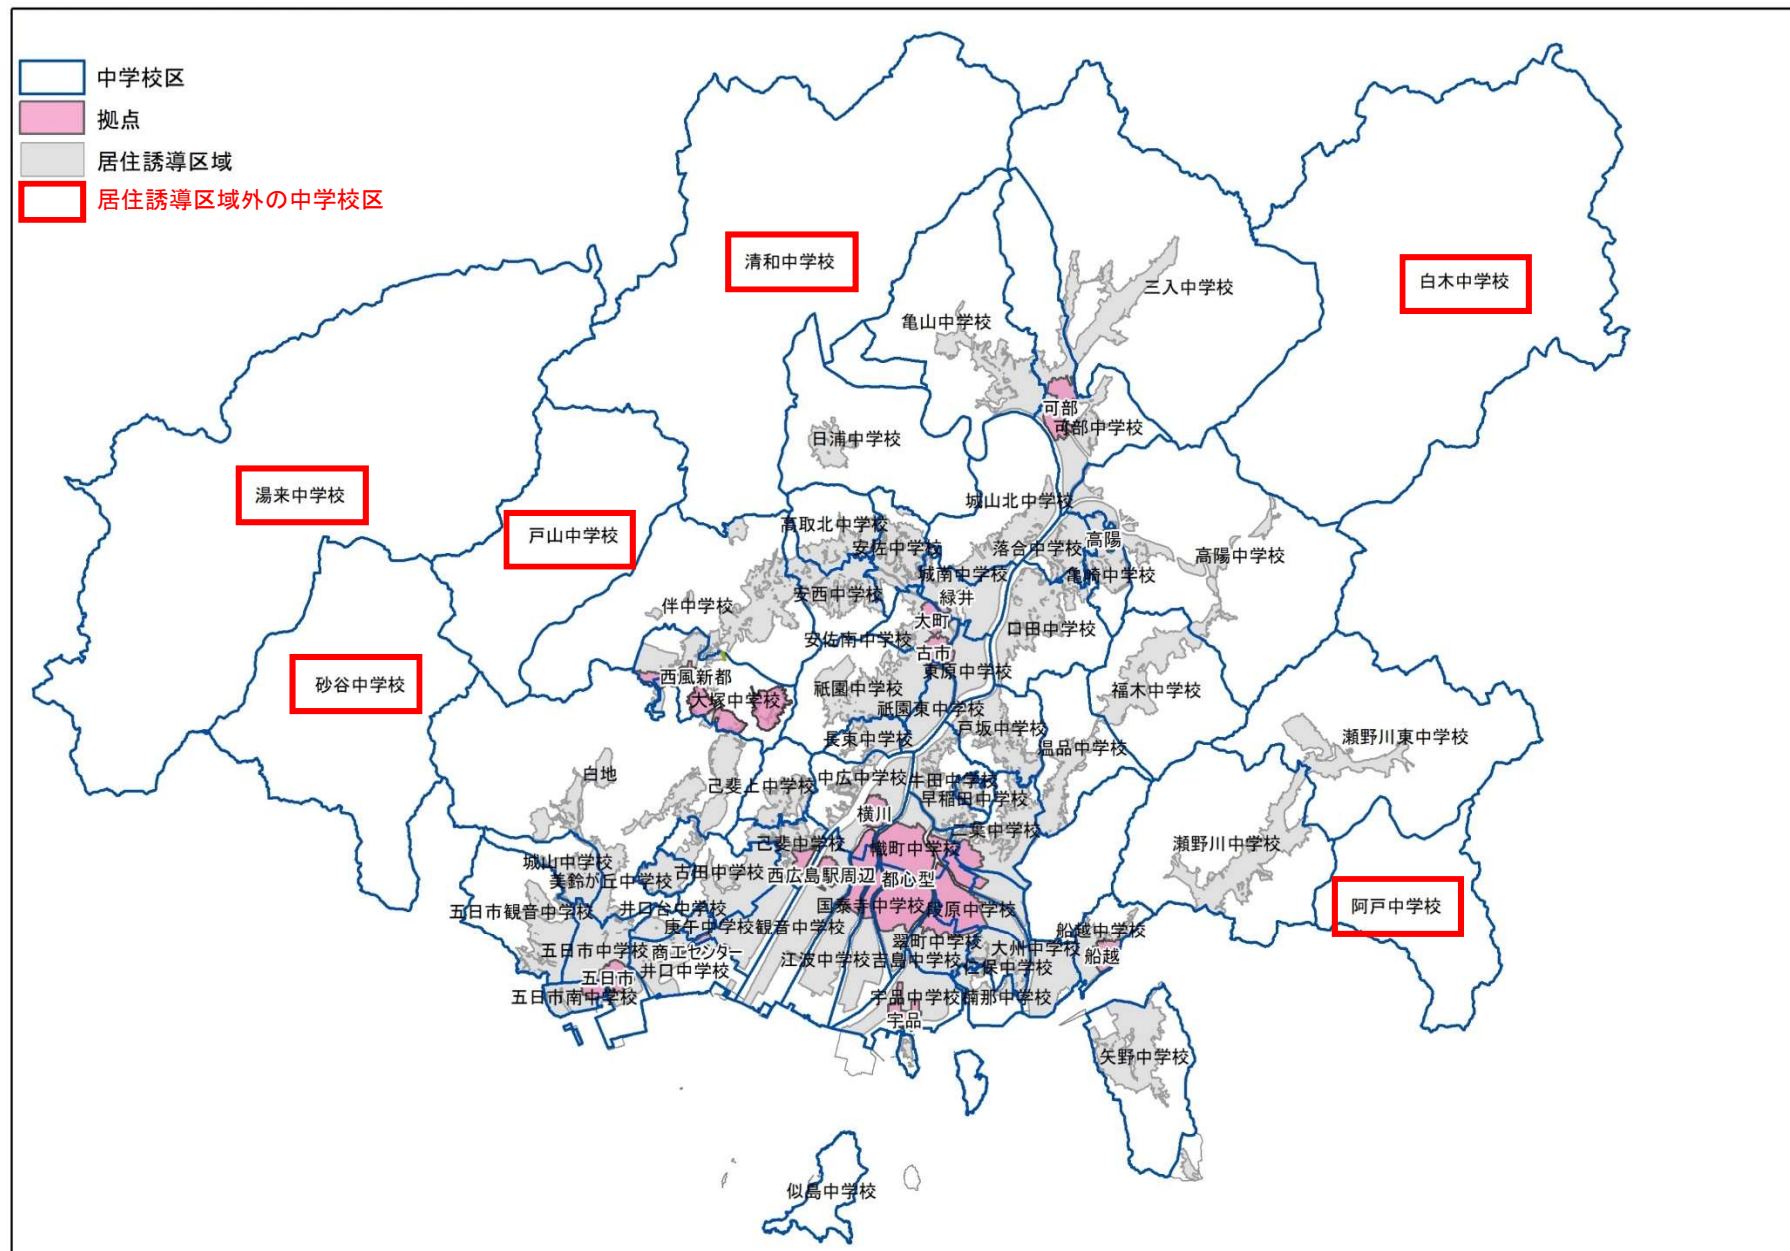 中学校区
拠点
居住誘導区域
居住誘導区域外の中学校区
清和中学校
白木中学校
三入中学校
亀山中学校
可部
可部中学校
日浦中学校
湯来中学校
戸山中学校
城山北中学校
高取北中学校
安佐中学校
落合中学校
高陽
高陽中学校
城南中学校
亀崎中学校
緑井
安西中学校
伴中学校
大町
安佐南中学校
口田中学校
古市
東原中学校
西風新都
砂谷中学校
大塚中学校
祇園中学校
福木中学校
祇園東中学校
戸坂中学校
長束中学校
温品中学校
瀬野川東中学校
白地
己斐上中学校
中広中学校
牛田中学校
早稲田中学校
横川
二葉中学校
己斐中学校
幟町中学校
瀬野川中学校
城山中学校
美鈴が丘中学校
古田中学校
西広島駅周辺
都心型
五日市観音中学校
井口台中学校
国泰寺中学校
段原中学校
阿戸中学校
庚午中学校
観音中学校
船越中学校
五日市中学校
商工センター
翠町中学校
大州中学校
船越
井口中学校
江波中学校
吉島中学校
仁保中学校
五日市
五日市南中学校
宇品中学校
楠那中学校
宇品
矢野中学校
似島中学校